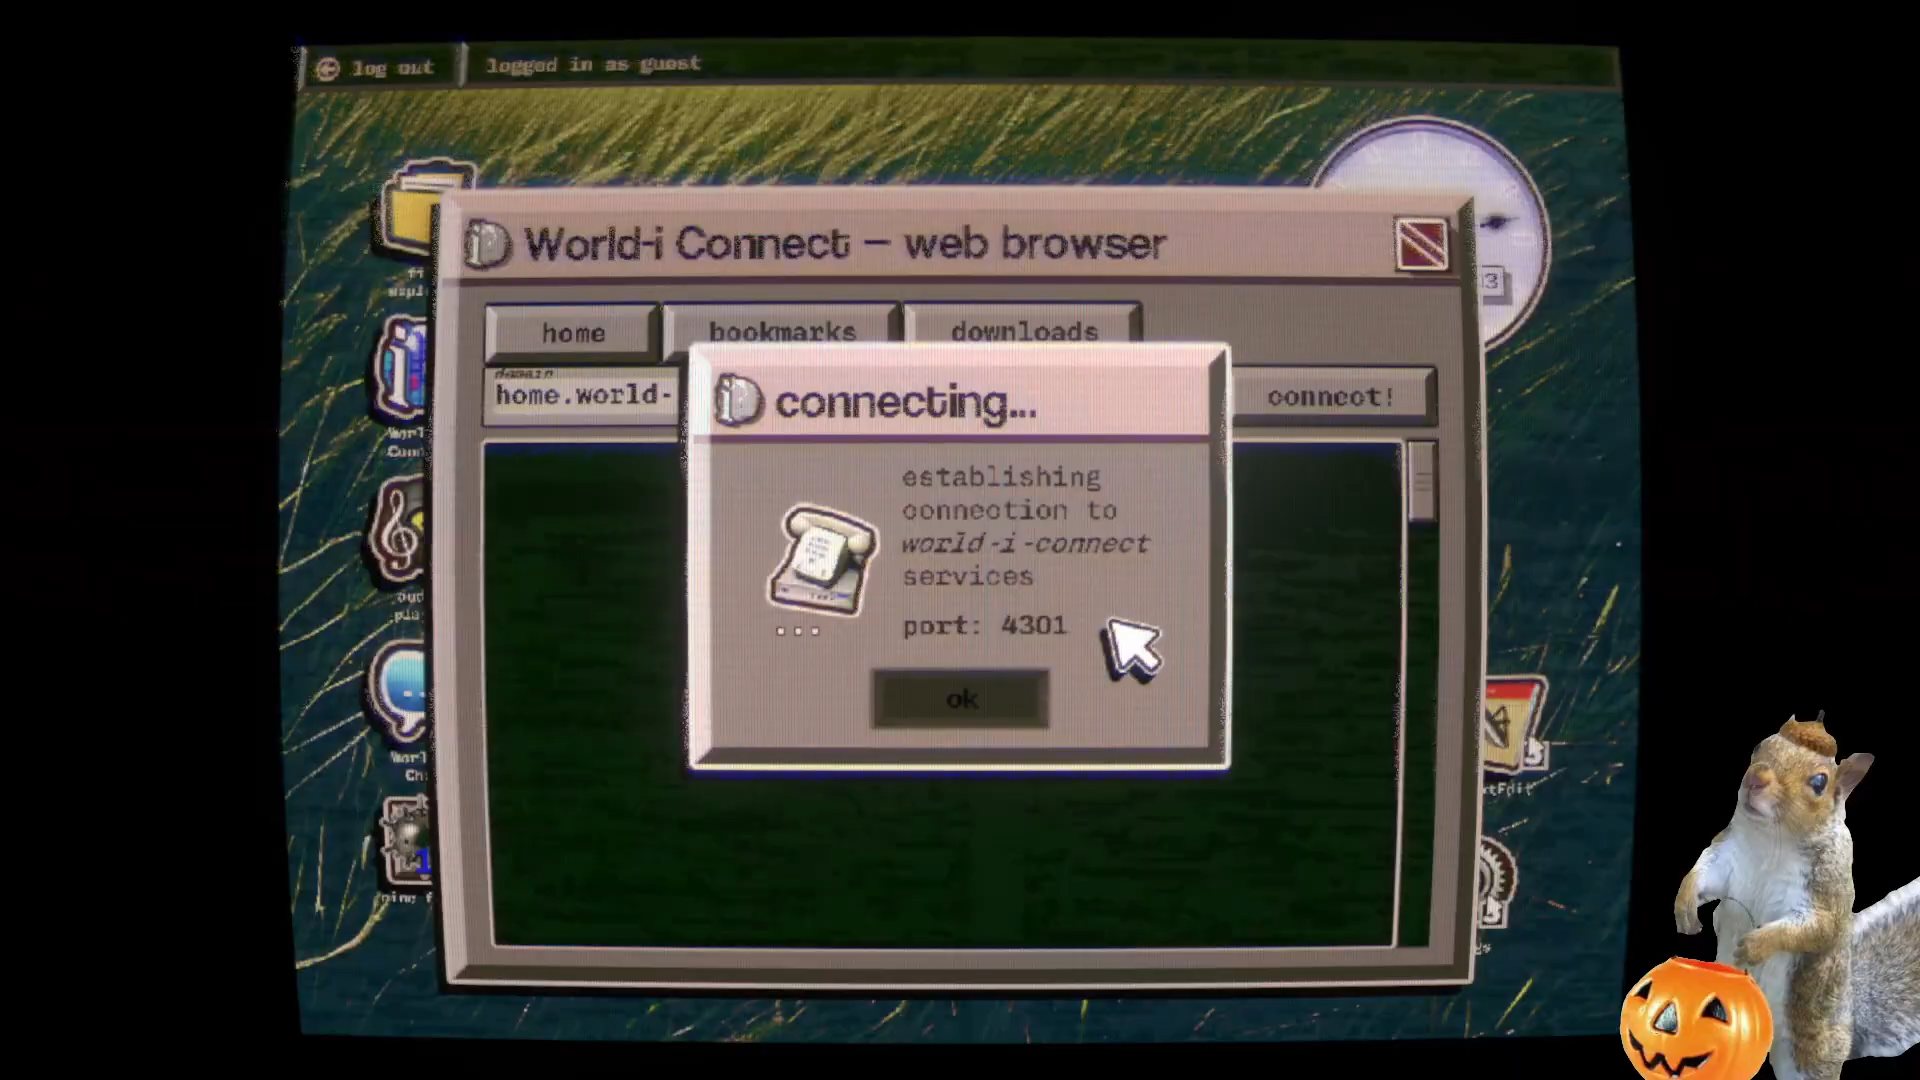 log out
logged in as guest
World-i Connect – web browser
home
bookmarks
downloads
domain
home.world-
connect!
connecting...
establishing
connection to
world-i-connect
services
port: 4301
ok